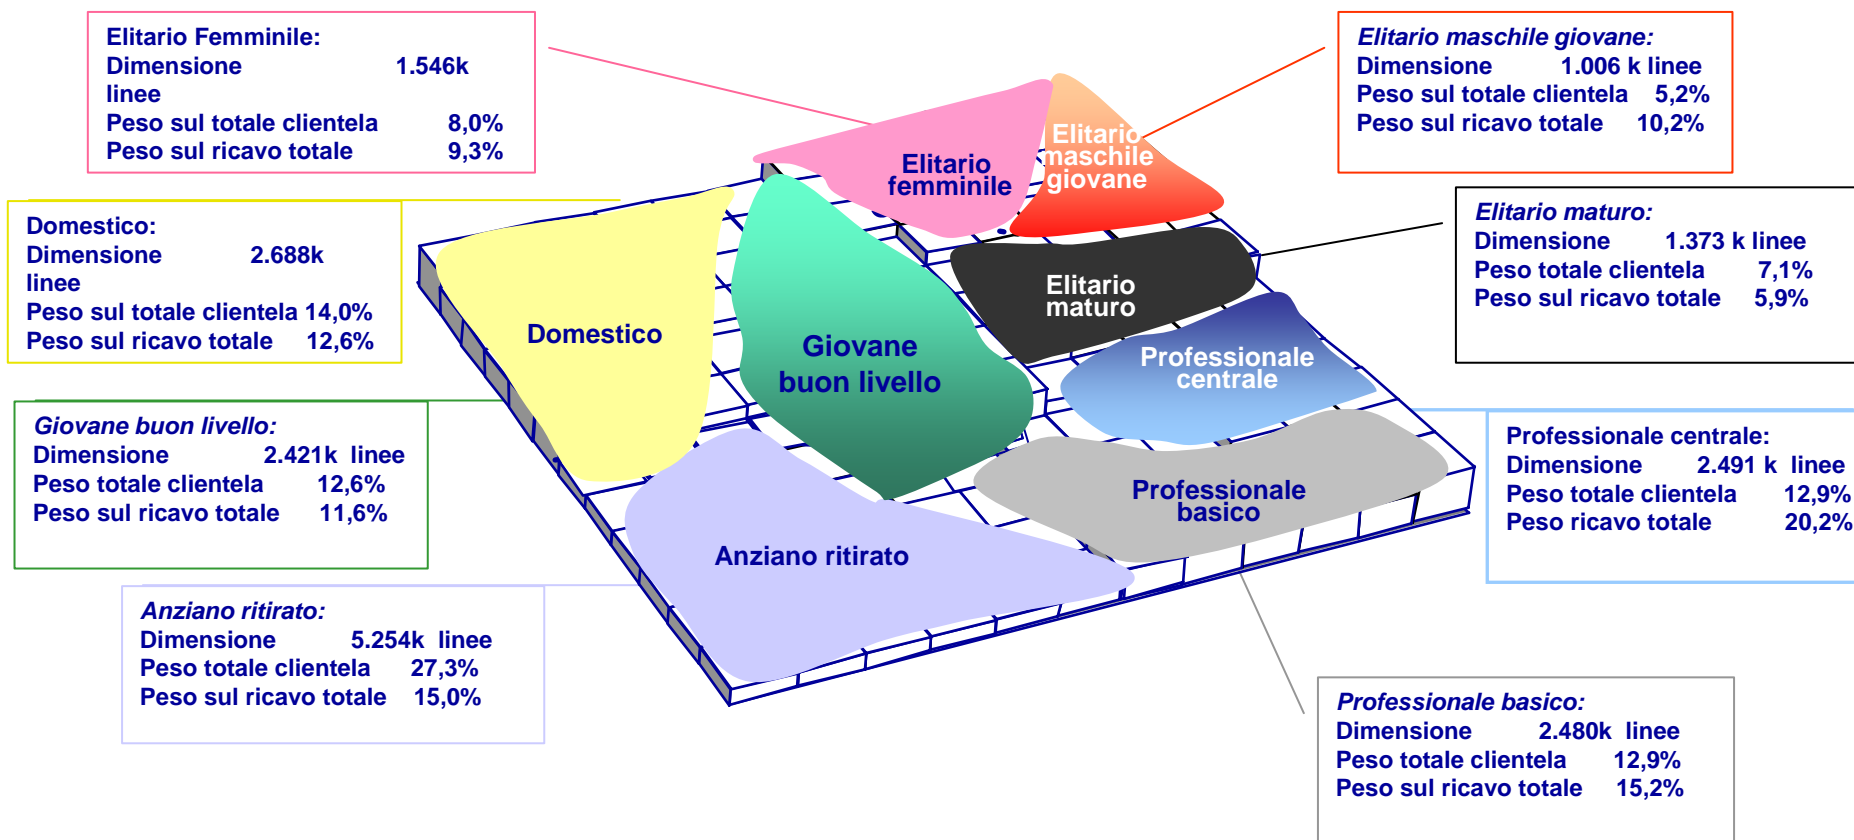 Elitario Femminile:
Dimensione 1.546k
linee
Peso sul totale clientela 8,0%
Peso sul ricavo totale 9,3%
Elitario maschile giovane:
Dimensione 1.006 k linee
Peso sul totale clientela 5,2%
Peso sul ricavo totale 10,2%
Domestico:
Dimensione 2.688k
linee
Peso sul totale clientela 14,0%
Peso sul ricavo totale 12,6%
Elitario maturo:
Dimensione 1.373 k linee
Peso totale clientela 7,1%
Peso sul ricavo totale 5,9%
Giovane buon livello:
Dimensione 2.421k linee
Peso totale clientela 12,6%
Peso sul ricavo totale 11,6%
Professionale centrale:
Dimensione 2.491 k linee
Peso totale clientela 12,9%
Peso ricavo totale 20,2%
Anziano ritirato:
Dimensione 5.254k linee
Peso totale clientela 27,3%
Peso sul ricavo totale 15,0%
Professionale basico:
Dimensione 2.480k linee
Peso totale clientela 12,9%
Peso sul ricavo totale 15,2%
Elitario
femminile
Elitario
maschile
giovane
Elitario
maturo
Domestico
Giovane
buon livello
Professionale
centrale
Professionale
basico
Anziano ritirato